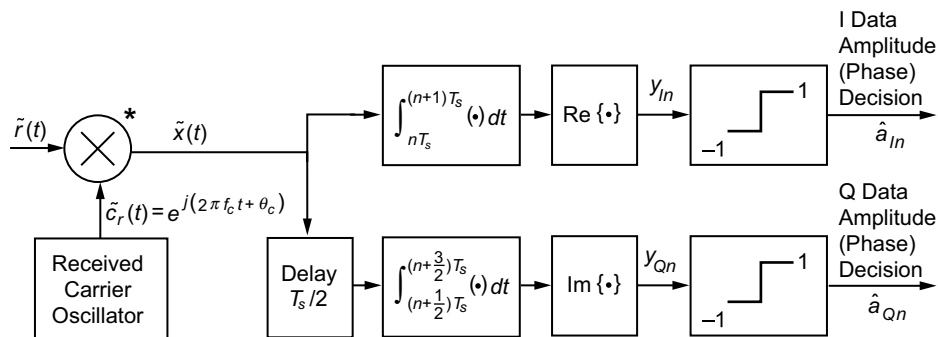 r̃(t)
*
x̃(t)
c̃_r(t) = e^{j(2πf_c t + θ_c)}
Received
Carrier
Oscillator
∫_{nT_s}^{(n+1)T_s} (•) dt
Re {•}
y_{In}
1
–1
I Data
Amplitude
(Phase)
Decision
â_{In}
Delay
T_s/2
∫_{(n+\frac{1}{2})T_s}^{(n+\frac{3}{2})T_s} (•) dt
Im {•}
y_{Qn}
1
–1
Q Data
Amplitude
(Phase)
Decision
â_{Qn}